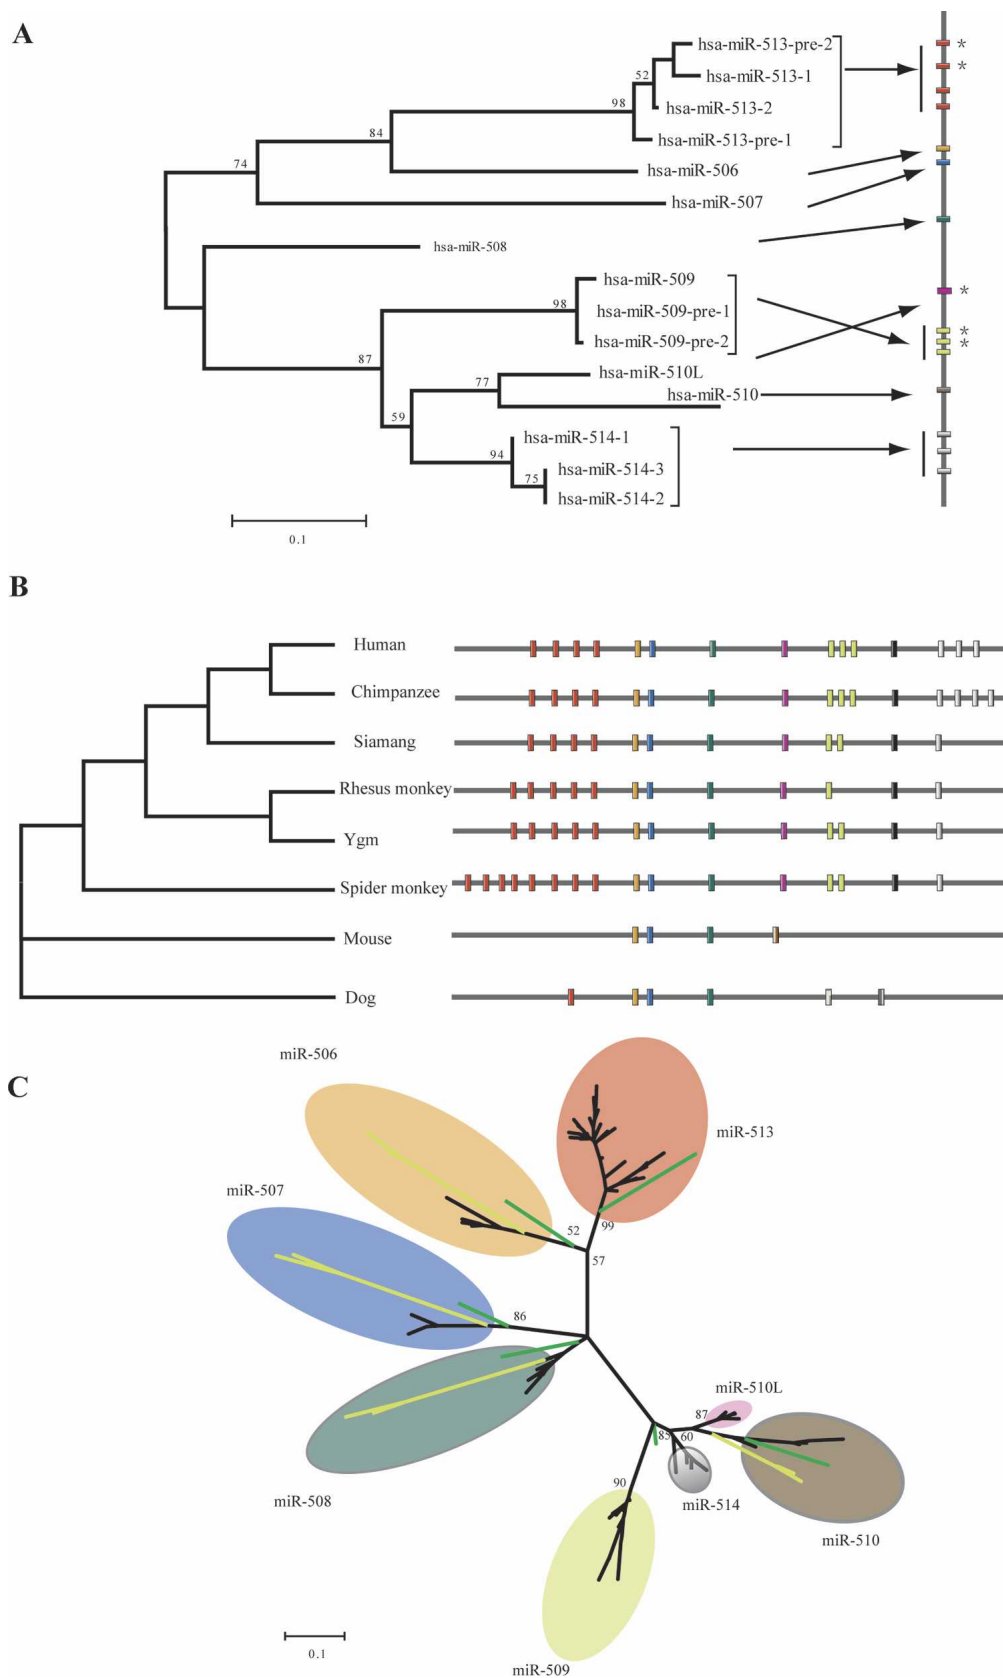 A
hsa-miR-513-pre-2
*
52
hsa-miR-513-1
*
98
hsa-miR-513-2
84
hsa-miR-513-pre-1
74
hsa-miR-506
hsa-miR-507
hsa-miR-508
hsa-miR-509
*
98
hsa-miR-509-pre-1
*
hsa-miR-509-pre-2
*
87
hsa-miR-510L
77
hsa-miR-510
59
hsa-miR-514-1
94
hsa-miR-514-3
75
hsa-miR-514-2
0.1
B
Human
Chimpanzee
Siamang
Rhesus monkey
Ygm
Spider monkey
Mouse
Dog
C
miR-506
miR-513
miR-507
99
52
57
86
miR-510L
87
85
60
miR-514
miR-508
90
miR-510
0.1
miR-509